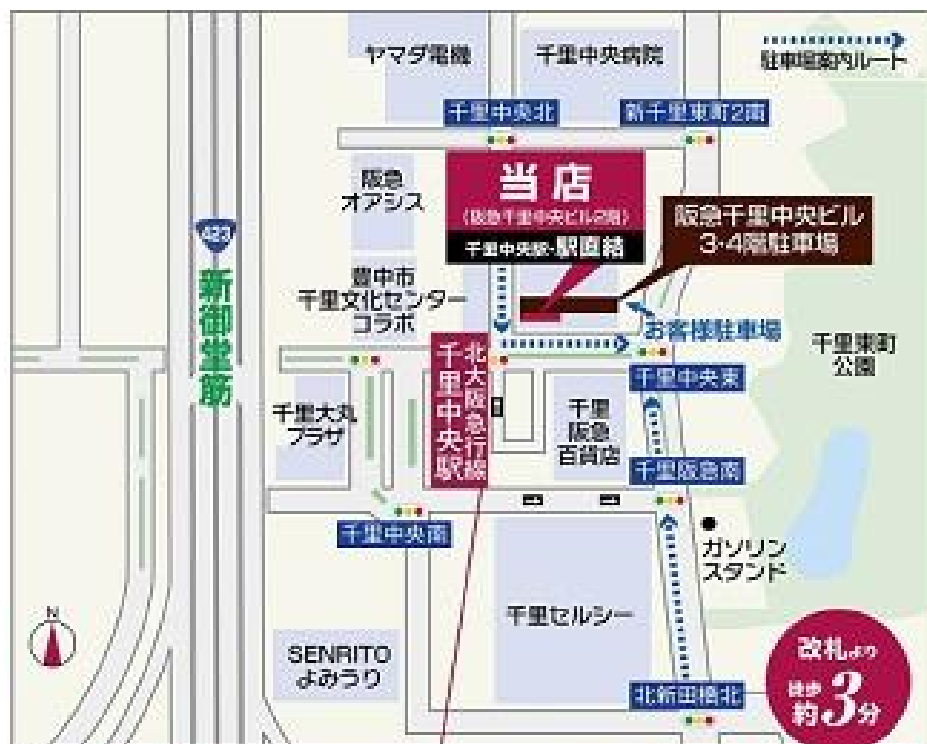 ヤマダ電機
千里中央病院
駐車場案内ルート
千里中央北
新千里東町2南
当店
(阪急千里中央ビル2階)
千里中央駅・駅直結
阪急千里中央ビル
3・4階駐車場
阪急
オアシス
423
新御堂筋
豊中市
千里文化センター
コラボ
お客様駐車場
千里東町
公園
北大阪急行線
千里中央駅
千里中央東
千里大丸
プラザ
千里
阪急
百貨店
千里阪急南
千里中央南
ガソリン
スタンド
千里セルシー
N
SENRITO
よみうり
北新田橋北
改札より
徒歩
約3分